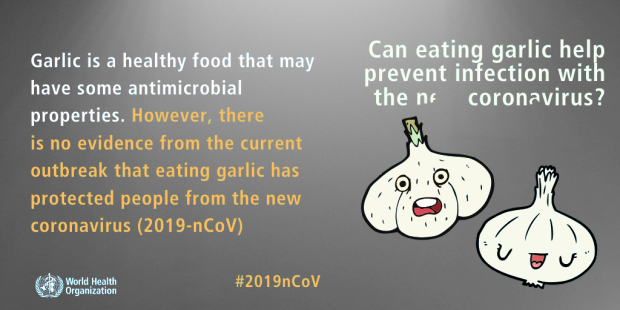 Can eating garlic help
prevent infection with
the coronavirus?
Garlic is a healthy food that may
have some antimicrobial
properties. However, there
is no evidence from the current
outbreak that eating garlic has
protected people from the new
coronavirus (2019-nCoV)
World Health
Organization
#2019nCoV